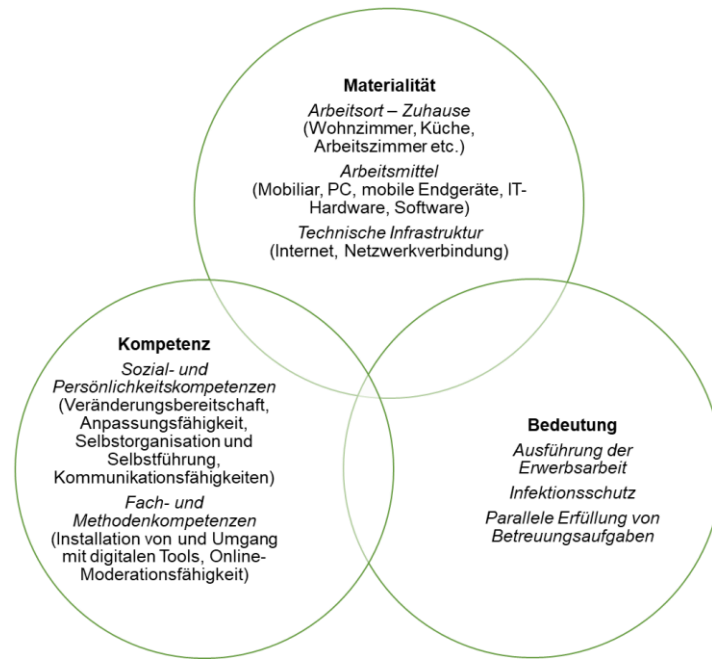 Materialität
Arbeitsort – Zuhause
(Wohnzimmer, Küche,
Arbeitszimmer etc.)
Arbeitsmittel
(Mobiliar, PC, mobile Endgeräte, IT-
Hardware, Software)
Technische Infrastruktur
(Internet, Netzwerkverbindung)
Kompetenz
Sozial- und
Persönlichkeitskompetenzen
(Veränderungsbereitschaft,
Anpassungsfähigkeit,
Selbstorganisation und
Selbstführung,
Kommunikationsfähigkeiten)
Fach- und
Methodenkompetenzen
(Installation von und Umgang
mit digitalen Tools, Online-
Moderationsfähigkeit)
Bedeutung
Ausführung der
Erwerbsarbeit
Infektionsschutz
Parallele Erfüllung von
Betreuungsaufgaben